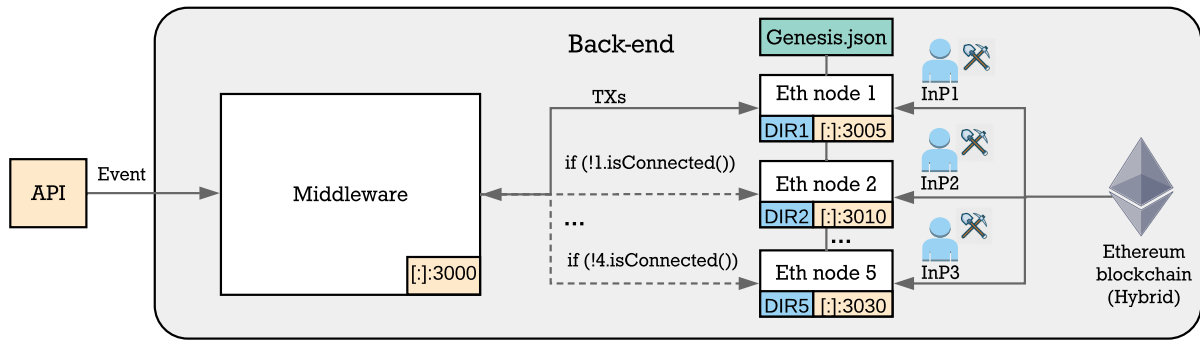 Back-end
Genesis.json
Eth node 1
DIR1
[:]:3005
InP1
TXs
if (!1.isConnected())
Eth node 2
DIR2
[:]:3010
InP2
API
Event
Middleware
[:]:3000
...
...
if (!4.isConnected())
Eth node 5
DIR5
[:]:3030
InP3
Ethereum
blockchain
(Hybrid)